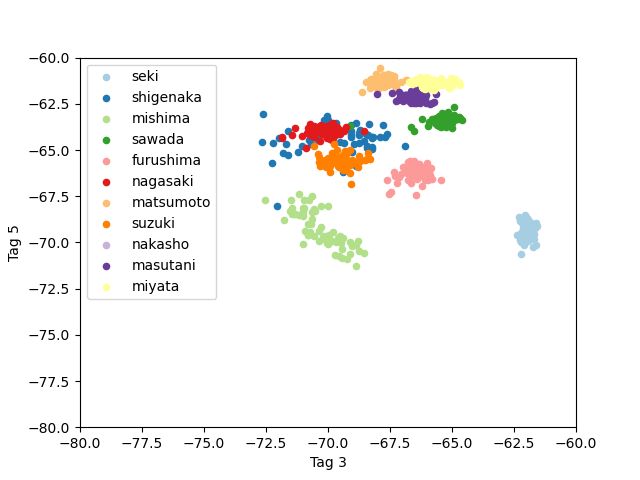 −60.0
−62.5
−65.0
−67.5
−70.0
−72.5
−75.0
−77.5
−80.0
Tag 5
seki
shigenaka
mishima
sawada
furushima
nagasaki
matsumoto
suzuki
nakasho
masutani
miyata
−80.0 −77.5 −75.0 −72.5 −70.0 −67.5 −65.0 −62.5 −60.0
Tag 3